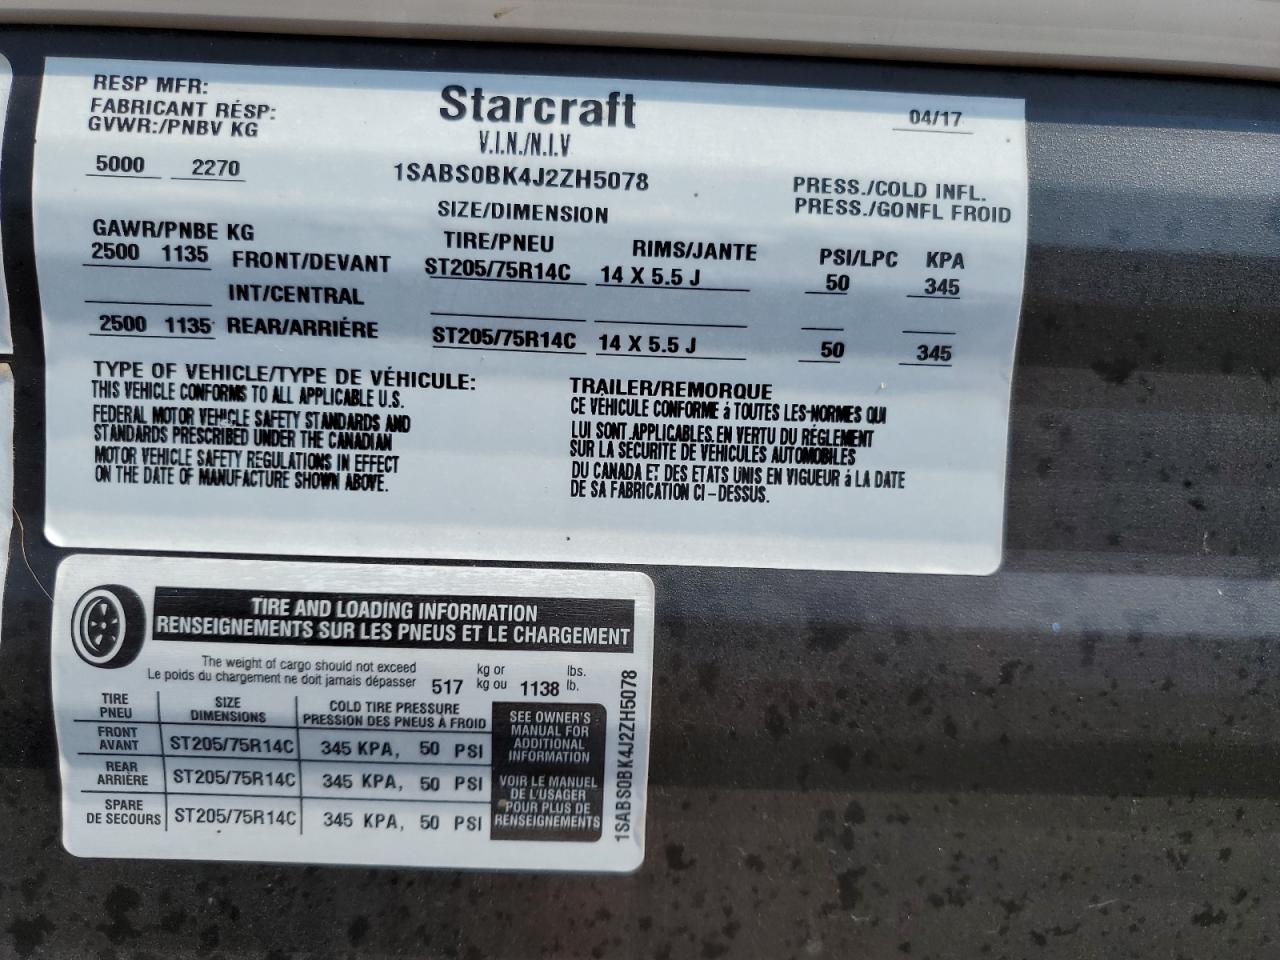 RESP MFR:
FABRICANT RÉSP:
GVWR:/PNBV KG
Starcraft
04/17
V.I.N./N.I.V
5000 2270
1SABS0BK4J2ZH5078
PRESS./COLD INFL.
PRESS./GONFL FROID
SIZE/DIMENSION
GAWR/PNBE KG
TIRE/PNEU RIMS/JANTE PSI/LPC KPA
2500 1135 FRONT/DEVANT ST205/75R14C 14 X 5.5 J 50 345
INT/CENTRAL
2500 1135 REAR/ARRIÉRE ST205/75R14C 14 X 5.5 J 50 345
TYPE OF VEHICLE/TYPE DE VÉHICULE: TRAILER/REMORQUE
THIS VEHICLE CONFORMS TO ALL APPLICABLE U.S.
FEDERAL MOTOR VEHICLE SAFETY STANDARDS AND
STANDARDS PRESCRIBED UNDER THE CANADIAN
MOTOR VEHICLE SAFETY REGULATIONS IN EFFECT
ON THE DATE OF MANUFACTURE SHOWN ABOVE.
CE VÉHICULE CONFORME à TOUTES LES-NORMES QUI
LUI SONT APPLICABLES EN VERTU DU RÉGLEMENT
SUR LA SÉCURITE DE VÉHICULES AUTOMOBILES
DU CANADA ET DES ETATS UNIS EN VIGUEUR à LA DATE
DE SA FABRICATION CI-DESSUS.
TIRE AND LOADING INFORMATION
RENSEIGNEMENTS SUR LES PNEUS ET LE CHARGEMENT
The weight of cargo should not exceed kg or lbs.
Le poids du chargement ne doit jamais dépasser 517 kg ou 1138 lb.
TIRE PNEU SIZE DIMENSIONS COLD TIRE PRESSURE PRESSION DES PNEUS À FROID
FRONT AVANT ST205/75R14C 345 KPA, 50 PSI
REAR ARRIÈRE ST205/75R14C 345 KPA, 50 PSI
SPARE DE SECOURS ST205/75R14C 345 KPA, 50 PSI
SEE OWNER'S
MANUAL FOR
ADDITIONAL
INFORMATION
VOIR LE MANUEL
DE L'USAGER
POUR PLUS DE
RENSEIGNEMENTS
1SABS0BK4J2ZH5078